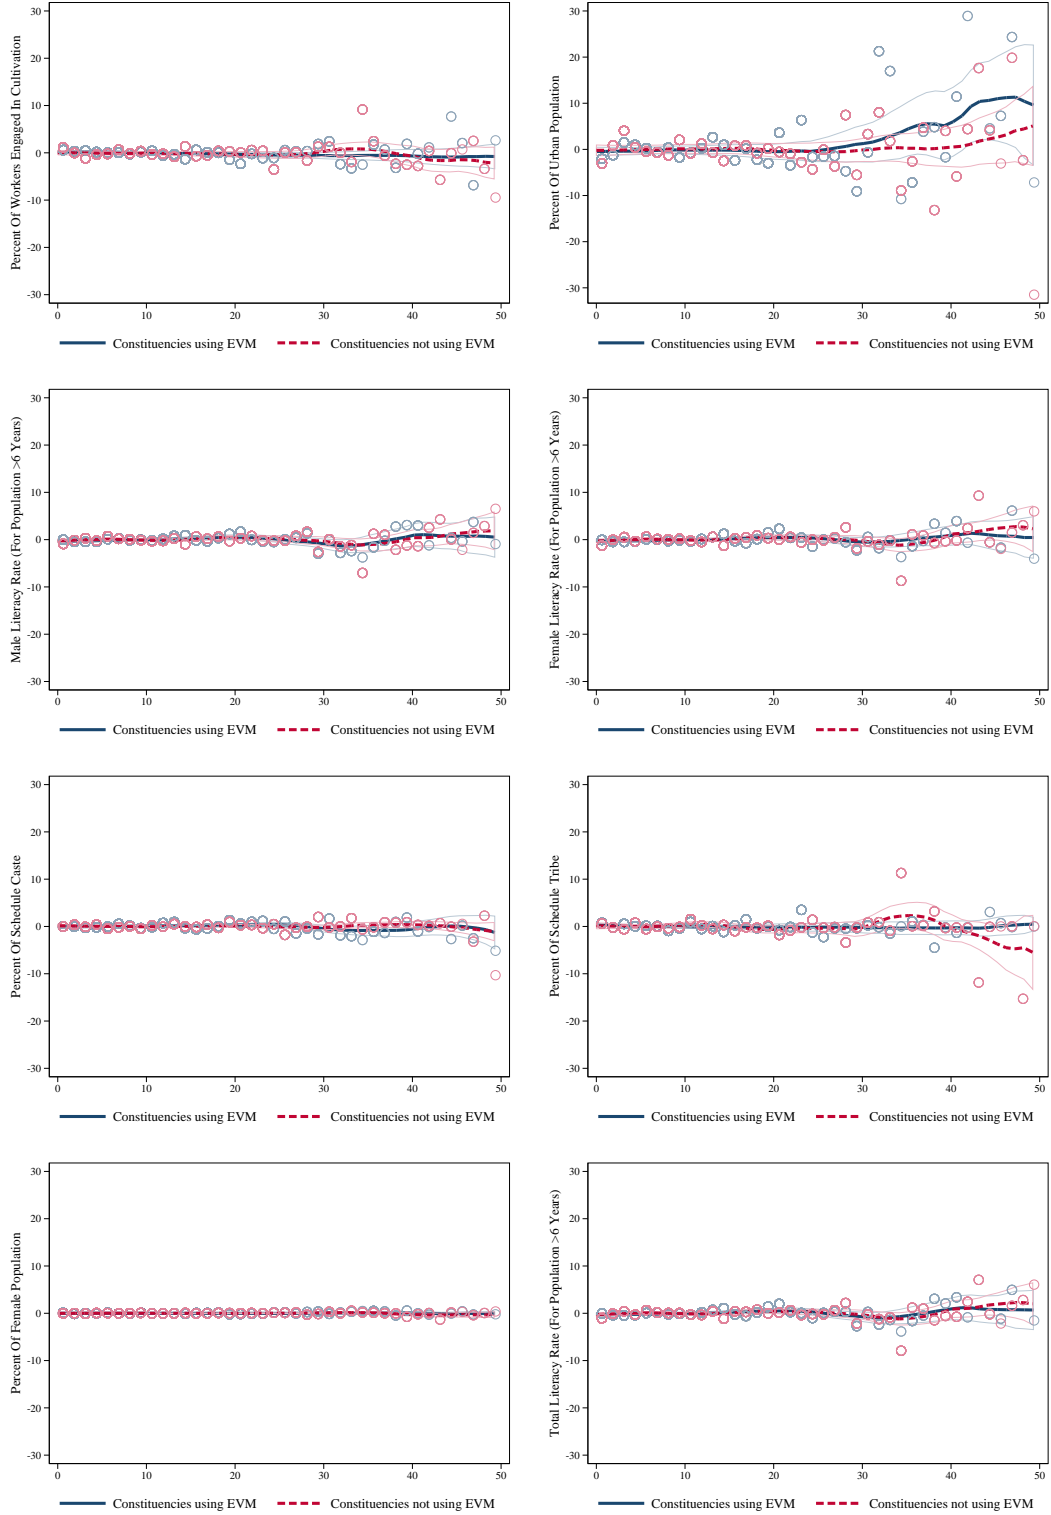 30
20
10
0
-10
-20
-30
Percent Of Workers Engaged In Cultivation
0 10 20 30 40 50
Constituencies using EVM Constituencies not using EVM
30
20
10
0
-10
-20
-30
Percent Of Urban Population
0 10 20 30 40 50
Constituencies using EVM Constituencies not using EVM
30
20
10
0
-10
-20
-30
Male Literacy Rate (For Population >6 Years)
0 10 20 30 40 50
Constituencies using EVM Constituencies not using EVM
30
20
10
0
-10
-20
-30
Female Literacy Rate (For Population >6 Years)
0 10 20 30 40 50
Constituencies using EVM Constituencies not using EVM
30
20
10
0
-10
-20
-30
Percent Of Schedule Caste
0 10 20 30 40 50
Constituencies using EVM Constituencies not using EVM
30
20
10
0
-10
-20
-30
Percent Of Schedule Tribe
0 10 20 30 40 50
Constituencies using EVM Constituencies not using EVM
30
20
10
0
-10
-20
-30
Percent Of Female Population
0 10 20 30 40 50
Constituencies using EVM Constituencies not using EVM
30
20
10
0
-10
-20
-30
Total Literacy Rate (For Population >6 Years)
0 10 20 30 40 50
Constituencies using EVM Constituencies not using EVM